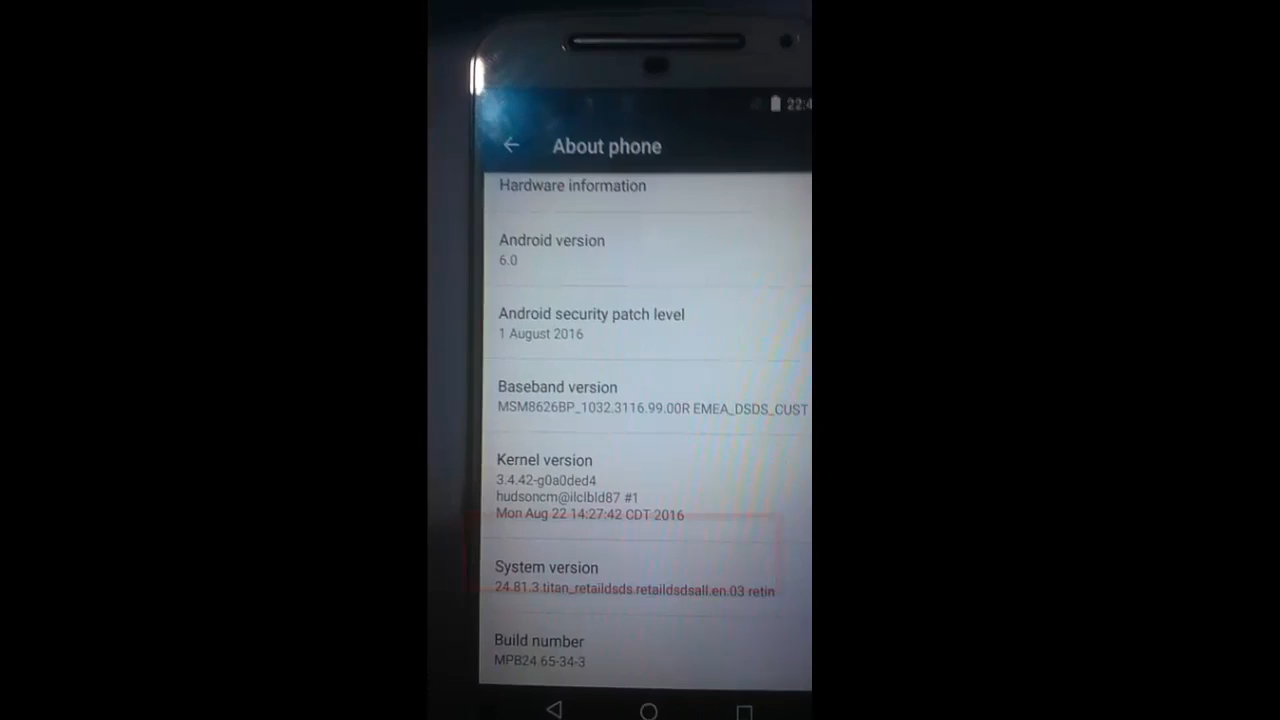 22:4
About phone
Hardware information
Android version
6.0
Android security patch level
1 August 2016
Baseband version
MSM8626BP_1032.3116.99.00R EMEA_DSDS_CUST
Kernel version
3.4.42-g0a0ded4
hudsoncm@ilclbld87 #1
Mon Aug 22 14:27:42 CDT 2016
System version
24.81.3.titan_retaildsds.retaildsdsall.en.03 retin
Build number
MPB24.65-34-3